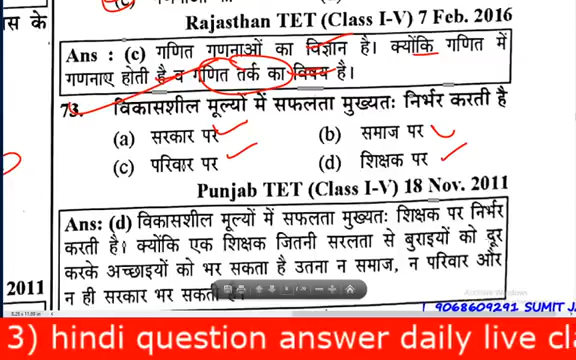 Rajasthan TET (Class I-V) 7 Feb. 2016
Ans : (c) गणित गणनाओं का विज्ञान है। क्योंकि गणित में
गणनाए होती है व गणित तर्क का विषय है।
73. विकासशील मूल्यों में सफलता मुख्यतः निर्भर करती है
(a) सरकार पर (b) समाज पर
(c) परिवार पर (d) शिक्षक पर
Punjab TET (Class I-V) 18 Nov. 2011
Ans: (d) विकासशील मूल्यों में सफलता मुख्यतः शिक्षक पर निर्भर
करती है। क्योंकि एक शिक्षक जितनी सरलता से बुराइयों को दूर
करके अच्छाइयों को भर सकता है उतना न समाज, न परिवार और
न ही सरकार भर सकती
ास के
2011
9068609291 SUMIT JA
3) hindi question answer daily live cla